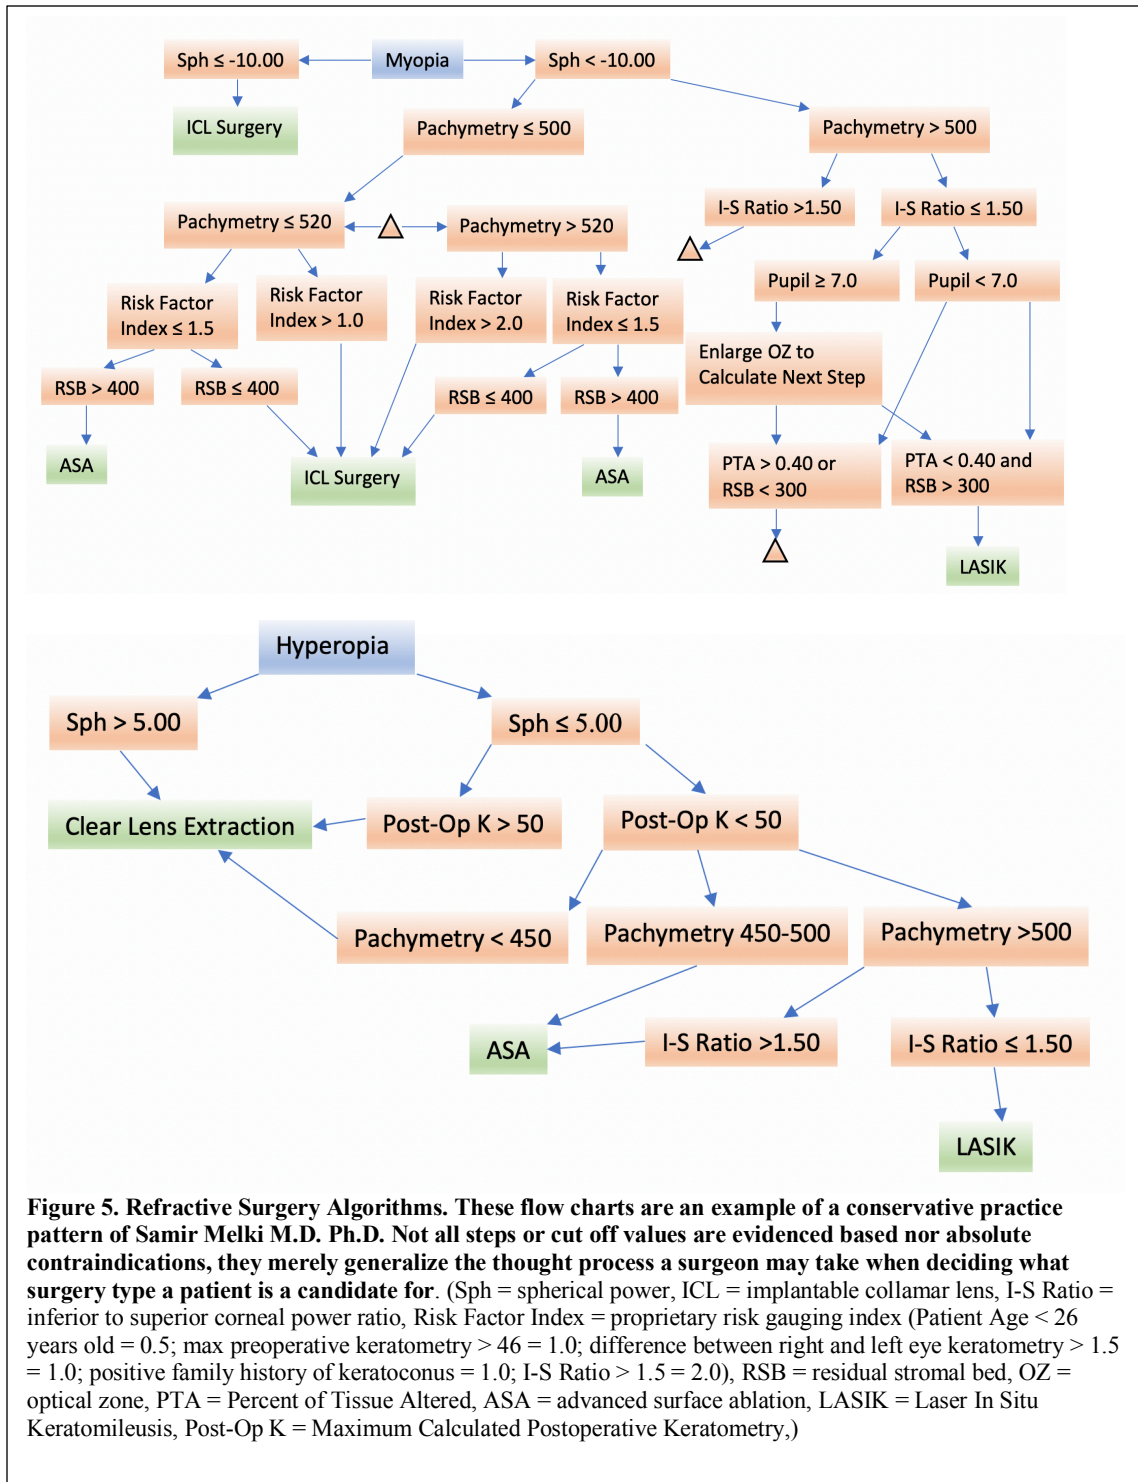 Sph ≤ -10.00
Myopia
Sph < -10.00
ICL Surgery
Pachymetry ≤ 500
Pachymetry > 500
I-S Ratio >1.50
I-S Ratio ≤ 1.50
Pachymetry ≤ 520
Pachymetry > 520
Pupil ≥ 7.0
Pupil < 7.0
Risk Factor
Index ≤ 1.5
Risk Factor
Index > 1.0
Risk Factor
Index > 2.0
Risk Factor
Index ≤ 1.5
Enlarge OZ to
Calculate Next Step
RSB > 400
RSB ≤ 400
RSB ≤ 400
RSB > 400
ASA
ICL Surgery
ASA
PTA > 0.40 or
RSB < 300
PTA < 0.40 and
RSB > 300
LASIK
Hyperopia
Sph > 5.00
Sph ≤ 5.00
Clear Lens Extraction
Post-Op K > 50
Post-Op K < 50
Pachymetry < 450
Pachymetry 450-500
Pachymetry >500
ASA
I-S Ratio >1.50
I-S Ratio ≤ 1.50
LASIK
Figure 5. Refractive Surgery Algorithms. These flow charts are an example of a conservative practice
pattern of Samir Melki M.D. Ph.D. Not all steps or cut off values are evidenced based nor absolute
contraindications, they merely generalize the thought process a surgeon may take when deciding what
surgery type a patient is a candidate for. (Sph = spherical power, ICL = implantable collamar lens, I-S Ratio =
inferior to superior corneal power ratio, Risk Factor Index = proprietary risk gauging index (Patient Age < 26
years old = 0.5; max preoperative keratometry > 46 = 1.0; difference between right and left eye keratometry > 1.5
= 1.0; positive family history of keratoconus = 1.0; I-S Ratio > 1.5 = 2.0), RSB = residual stromal bed, OZ =
optical zone, PTA = Percent of Tissue Altered, ASA = advanced surface ablation, LASIK = Laser In Situ
Keratomileusis, Post-Op K = Maximum Calculated Postoperative Keratometry,)